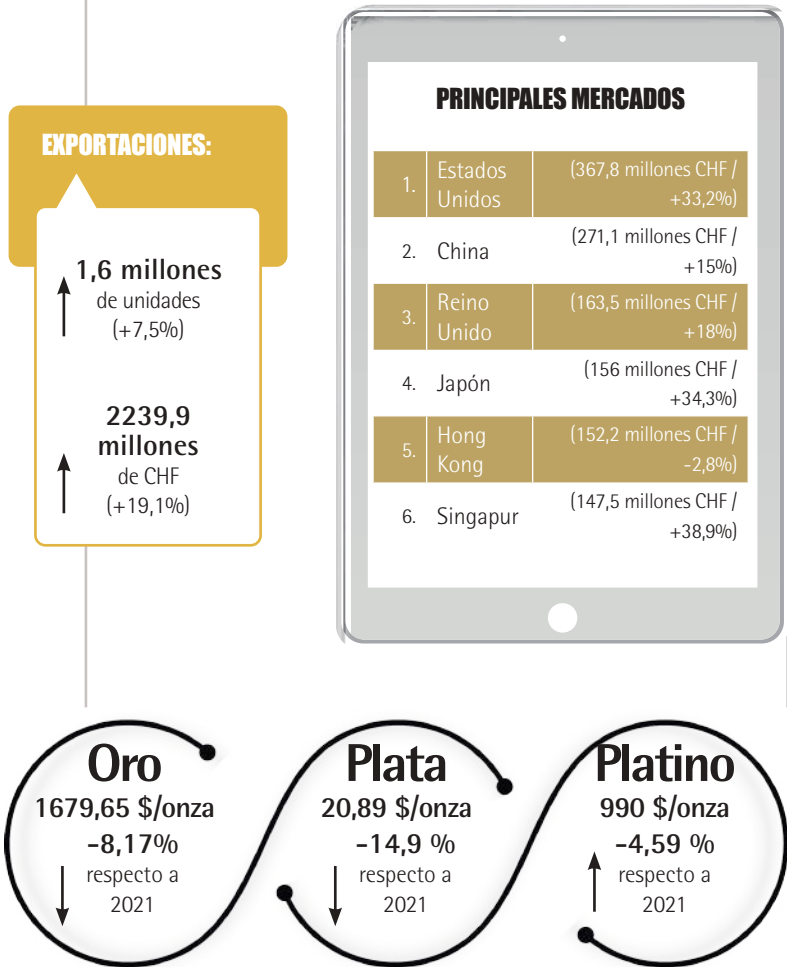 EXPORTACIONES:
1,6 millones
de unidades
(+7,5%)
2239,9
millones
de CHF
(+19,1%)
PRINCIPALES MERCADOS
1. Estados (367,8 millones CHF /
Unidos +33,2%)
2. China (271,1 millones CHF /
+15%)
3. Reino (163,5 millones CHF /
Unido +18%)
4. Japón (156 millones CHF /
+34,3%)
5. Hong (152,2 millones CHF /
Kong -2,8%)
6. Singapur (147,5 millones CHF /
+38,9%)
Oro
1679,65 $/onza
-8,17%
respecto a
2021
Plata
20,89 $/onza
-14,9 %
respecto a
2021
Platino
990 $/onza
-4,59 %
respecto a
2021